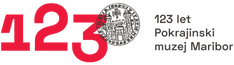 123
123 let
Pokrajinski
muzej Maribor